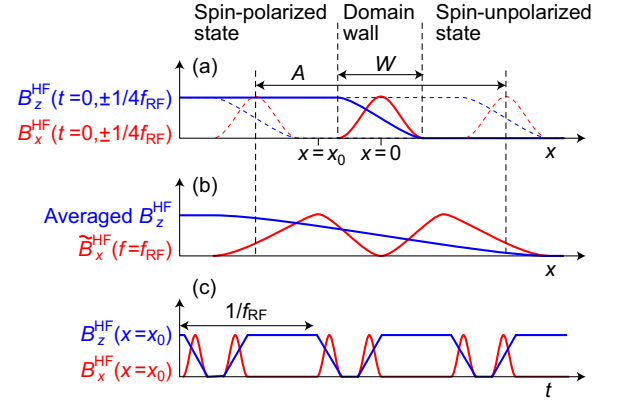 Spin-polarized state
Domain wall
Spin-unpolarized state
(a)
A
W
B_z^HF(t=0,±1/4f_RF)
B_x^HF(t=0,±1/4f_RF)
x=x_0
x=0
x
(b)
Averaged B_z^HF
B̃_x^HF(f=f_RF)
x
(c)
1/f_RF
B_z^HF(x=x_0)
B_x^HF(x=x_0)
t